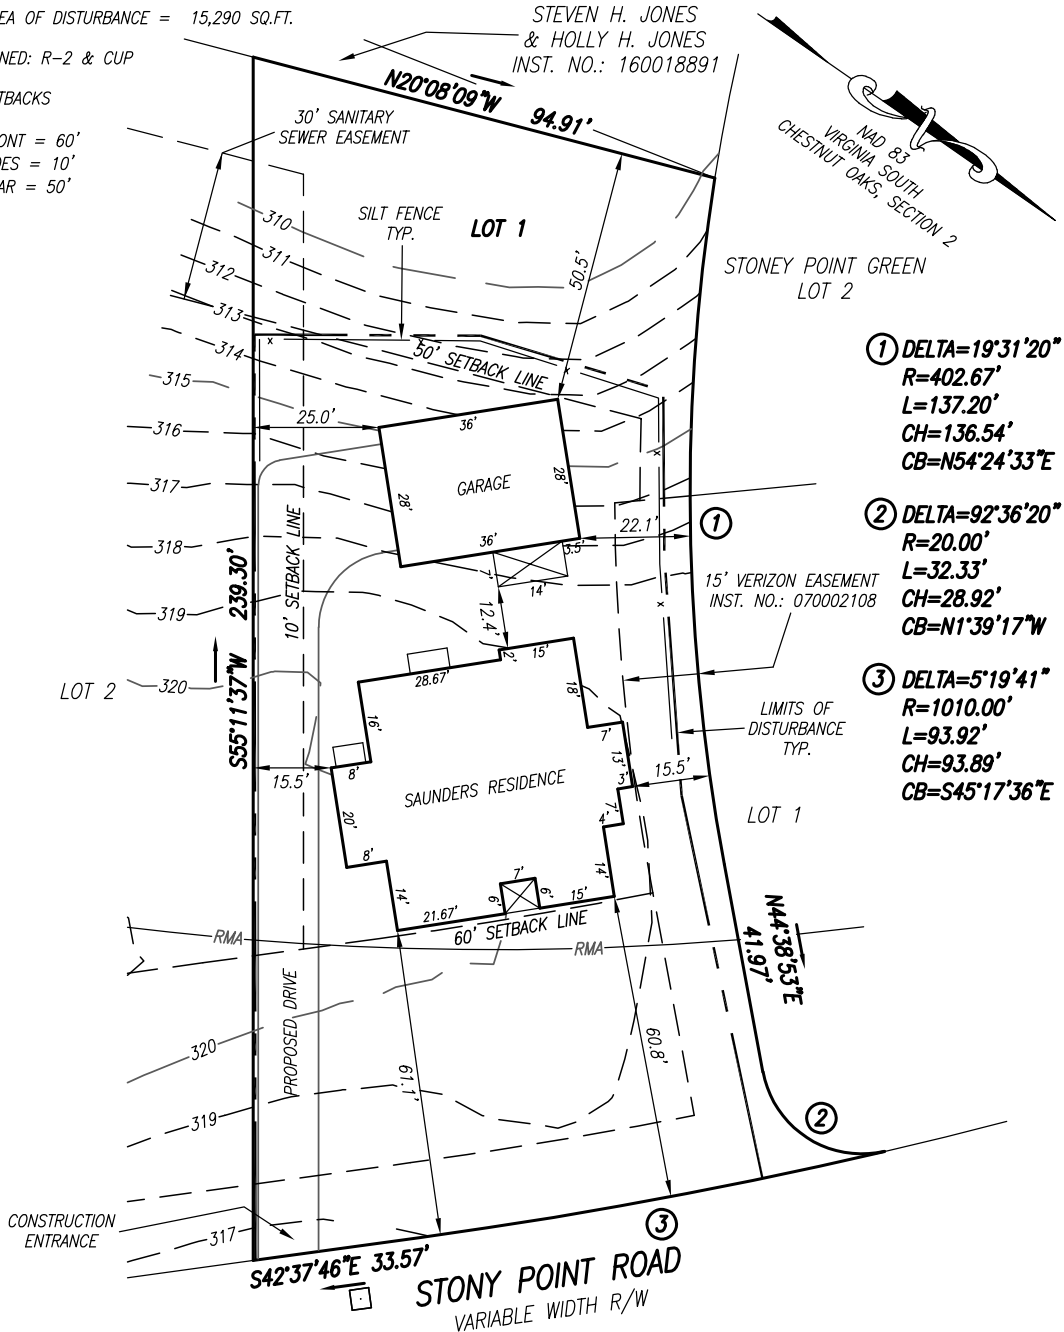 EA OF DISTURBANCE = 15,290 SQ.FT.
NED: R-2 & CUP
TBACKS
ONT = 60'
DES = 10'
AR = 50'
STEVEN H. JONES
& HOLLY H. JONES
INST. NO.: 160018891
N20°08'09"W 94.91'
NAD 83
VIRGINIA SOUTH
CHESTNUT OAKS, SECTION 2
30' SANITARY
SEWER EASEMENT
SILT FENCE
TYP.
LOT 1
50.5'
STONEY POINT GREEN
LOT 2
310
311
312
313
314
315
316
317
318
319
320
50' SETBACK LINE
25.0'
36'
28'
GARAGE
28'
36'
3.5'
7'
14'
22.1'
12.4'
1
15' VERIZON EASEMENT
INST. NO.: 070002108
1 DELTA=19°31'20"
R=402.67'
L=137.20'
CH=136.54'
CB=N54°24'33"E
2 DELTA=92°36'20"
R=20.00'
L=32.33'
CH=28.92'
CB=N1°39'17"W
3 DELTA=5°19'41"
R=1010.00'
L=93.92'
CH=93.89'
CB=S45°17'36"E
10' SETBACK LINE
S55°11'37"W 239.30'
LOT 2
2'
15'
28.67'
18'
16'
7'
13'
8'
15.5'
SAUNDERS RESIDENCE
3'
15.5'
7'
4'
20'
8'
14'
14'
7'
6'
6'
15'
21.67'
LIMITS OF
DISTURBANCE
TYP.
LOT 1
60' SETBACK LINE
RMA
RMA
N44°38'53"E
41.97'
PROPOSED DRIVE
61.1'
60.8'
320
319
317
2
3
CONSTRUCTION
ENTRANCE
S42°37'46"E 33.57'
STONY POINT ROAD
VARIABLE WIDTH R/W